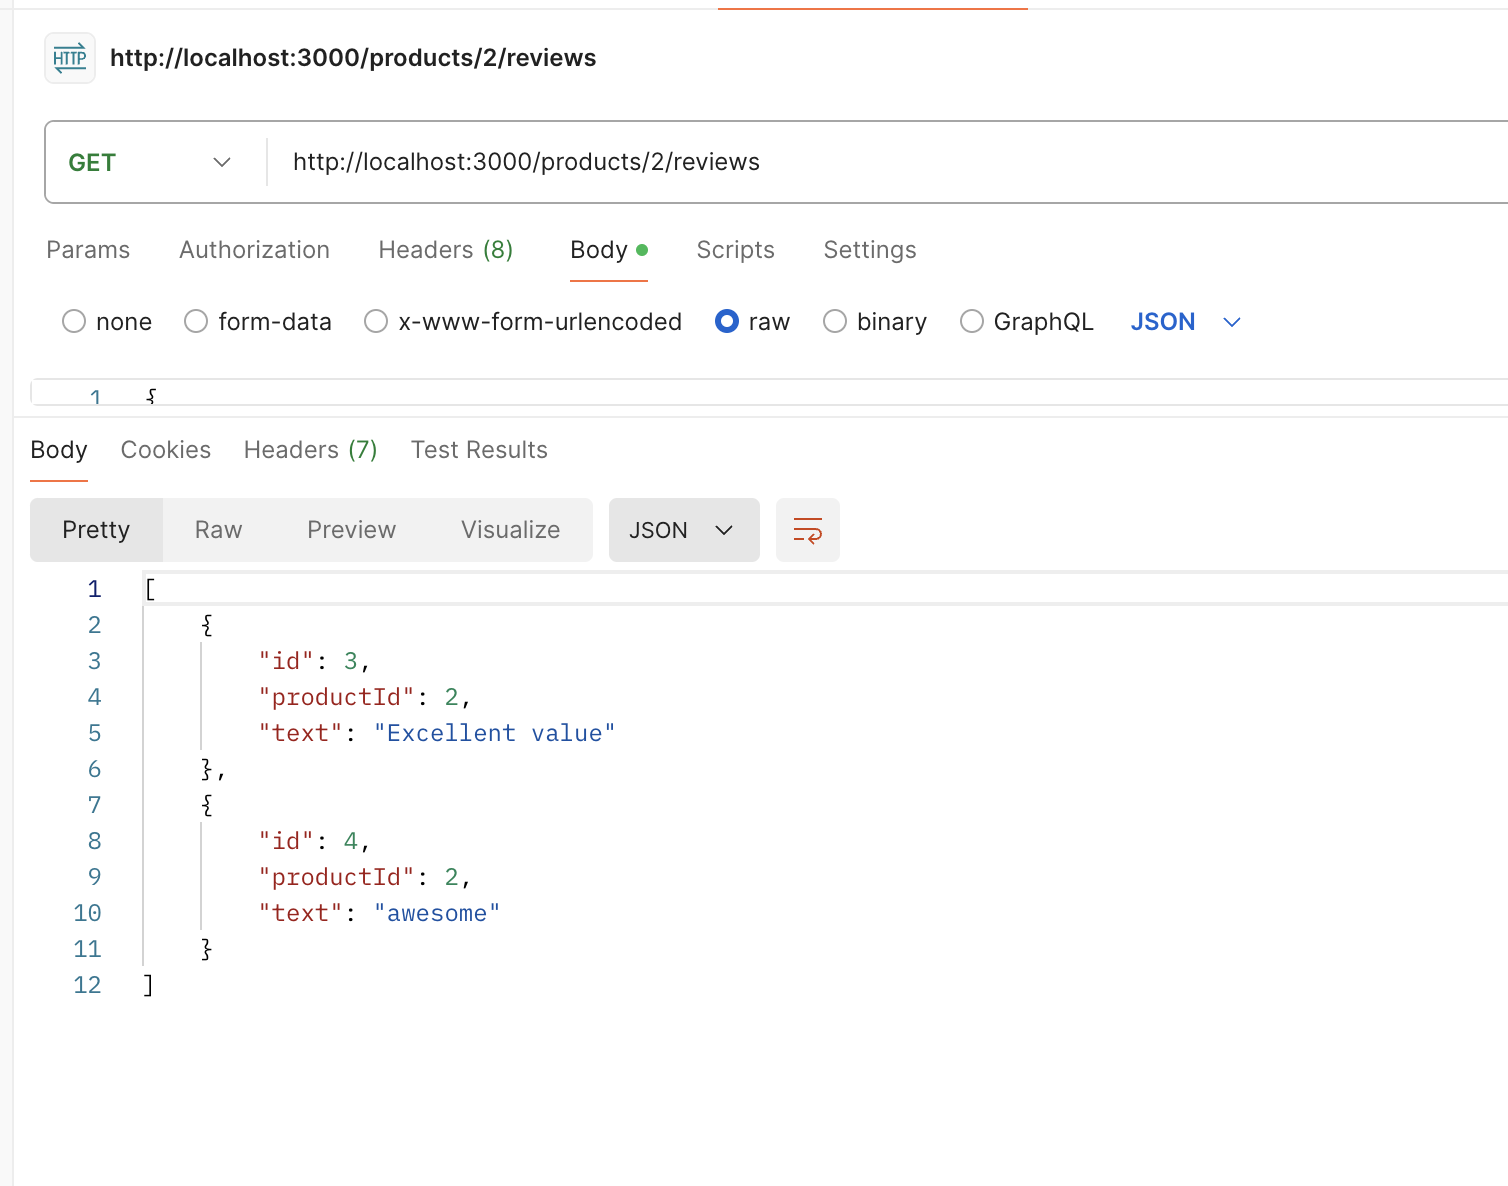 HTTP http://localhost:3000/products/2/reviews
GET http://localhost:3000/products/2/reviews
Params Authorization Headers (8) Body Scripts Settings
none form-data x-www-form-urlencoded raw binary GraphQL JSON
1 {
Body Cookies Headers (7) Test Results
Pretty Raw Preview Visualize JSON
1 [
2 {
3 "id": 3,
4 "productId": 2,
5 "text": "Excellent value"
6 },
7 {
8 "id": 4,
9 "productId": 2,
10 "text": "awesome"
11 }
12 ]